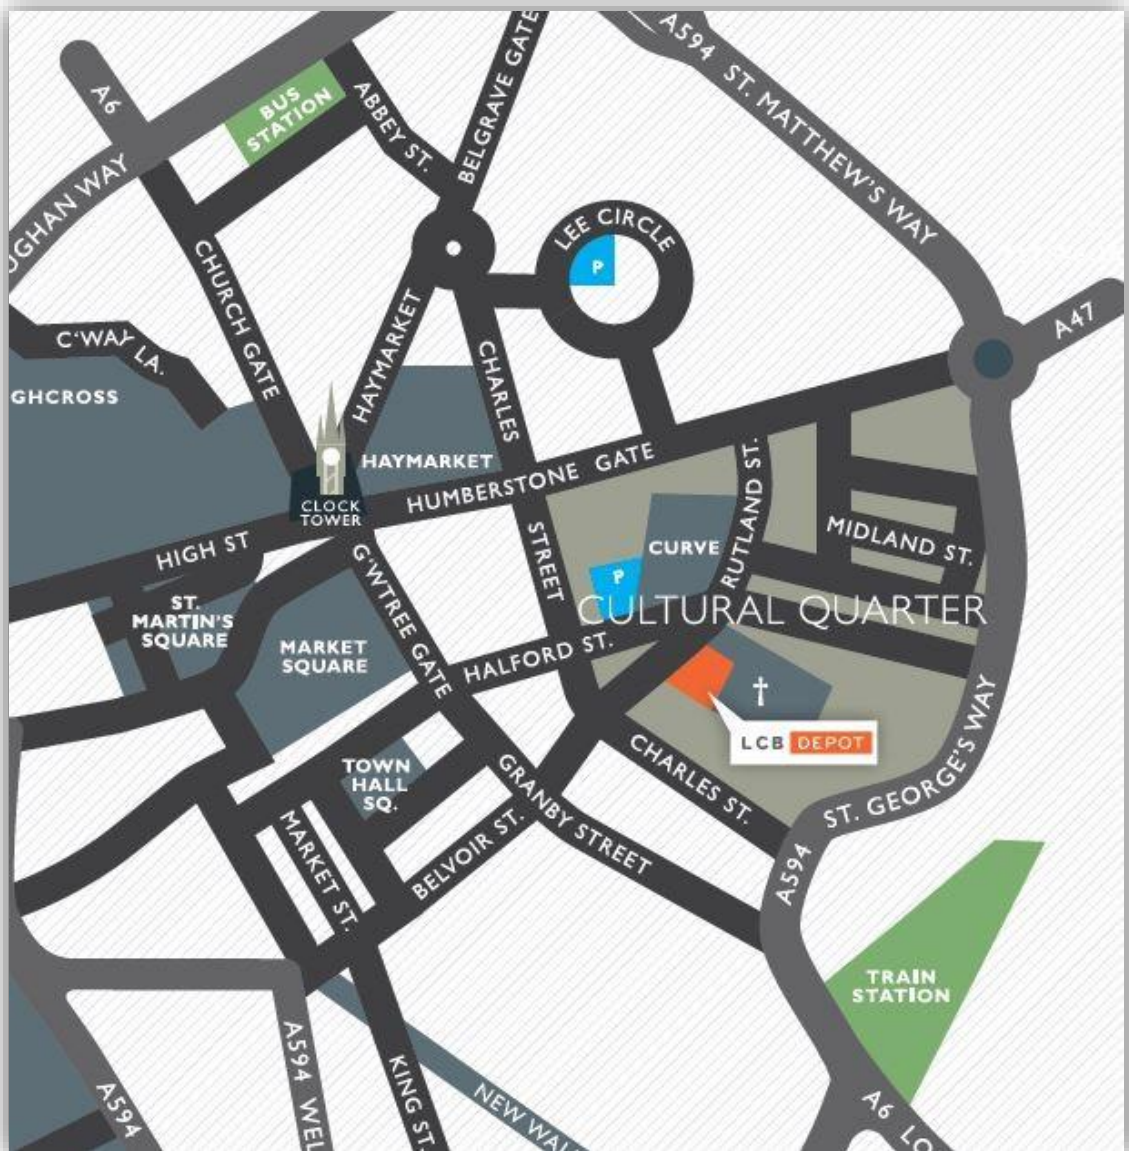 A594 ST. MATTHEW'S WAY
BELGRAVE GATE
A6
BUS
STATION
ABBEY ST.
UGHAN WAY
LEE CIRCLE
P
CHURCH GATE
HAYMARKET
A47
C'WAY LA.
CHARLES
STREET
GHCROSS
HAYMARKET
HUMBERSTONE GATE
RUTLAND ST.
CLOCK
TOWER
HIGH ST
MIDLAND ST.
CURVE
P
G'WTREE GATE
CULTURAL QUARTER
ST.
MARTIN'S
SQUARE
MARKET
SQUARE
HALFORD ST.
LCB DEPOT
TOWN
HALL
SQ.
GRANBY STREET
CHARLES ST.
ST. GEORGE'S WAY
MARKET ST.
BELVOIR ST.
A594
TRAIN
STATION
A594 WEL
KING ST.
NEW WAL
A594
A6 LO